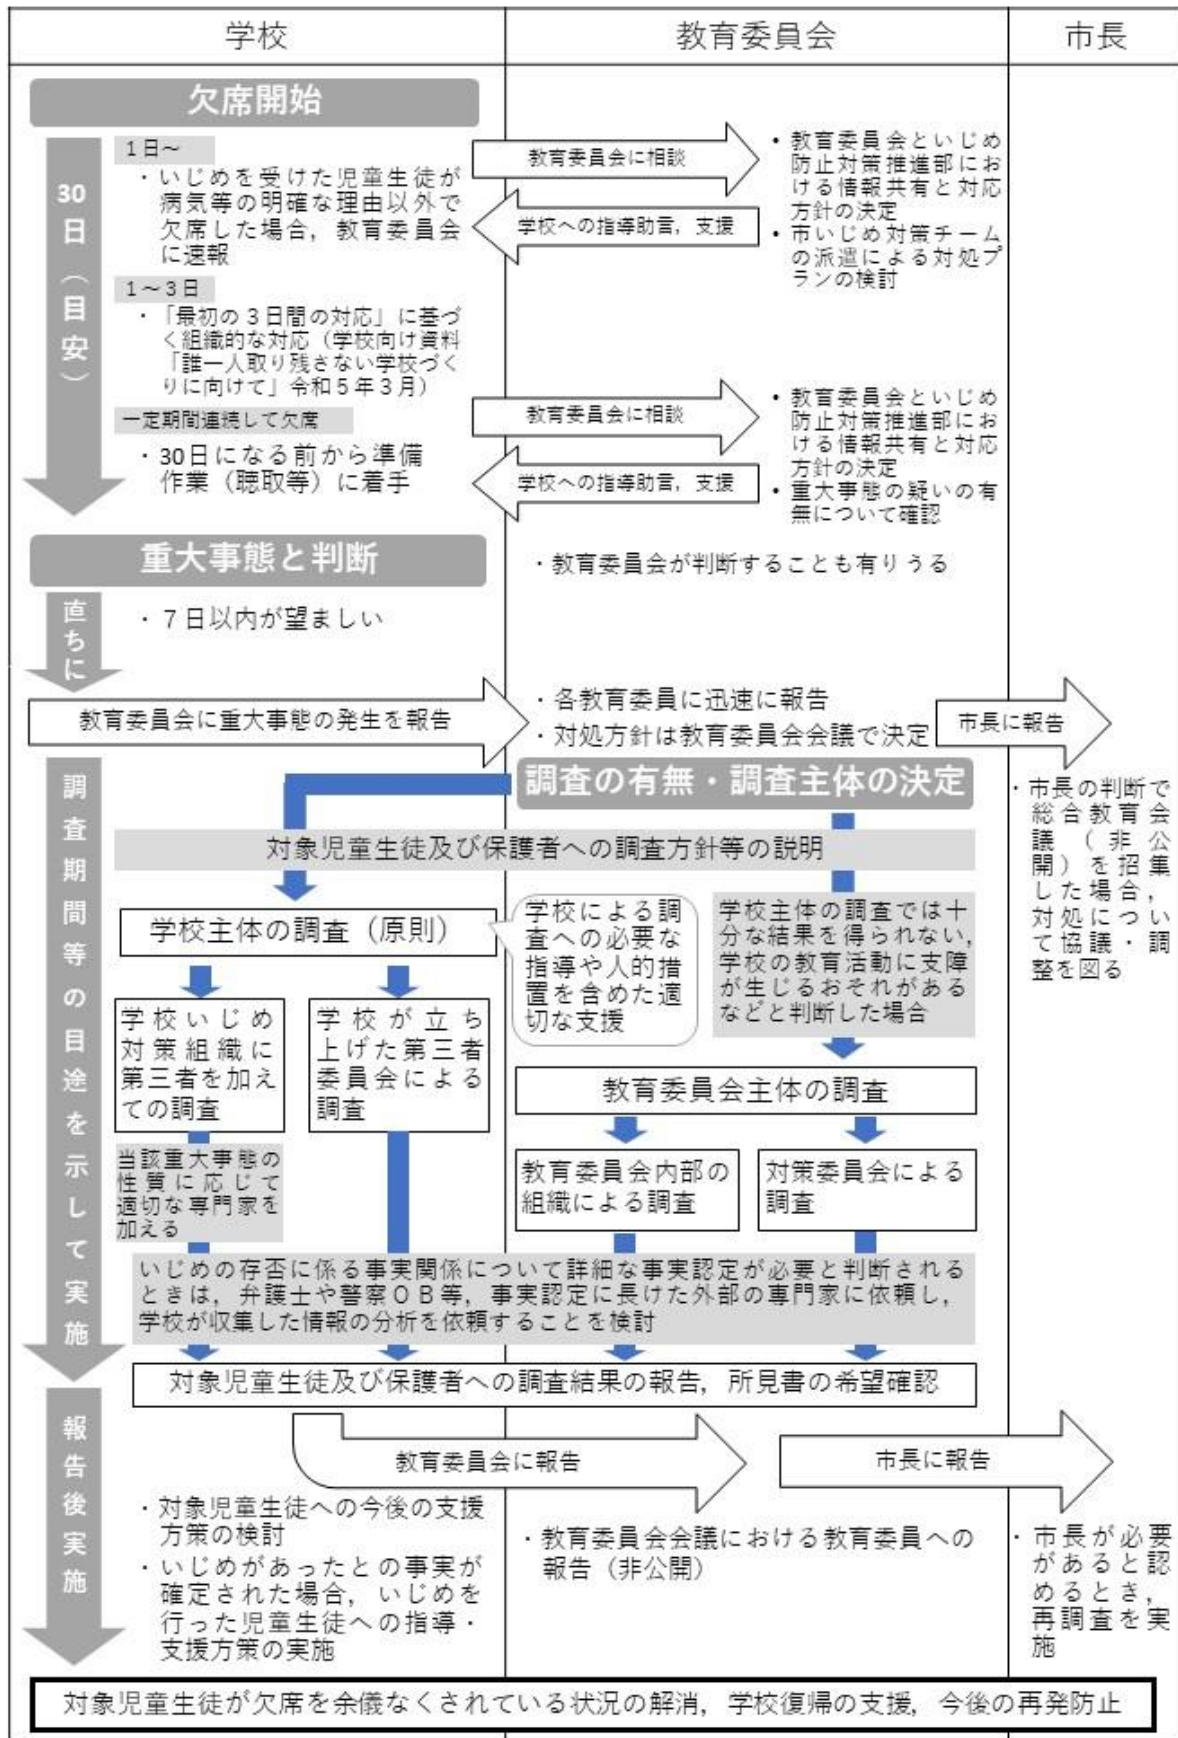 学校
教育委員会
市長
欠席開始
30日（目安）
1日～
・いじめを受けた児童生徒が
病気等の明確な理由以外で
欠席した場合，教育委員会
に速報
教育委員会に相談
学校への指導助言，支援
・教育委員会といじめ
防止対策推進部にお
ける情報共有と対応
方針の決定
・市いじめ対策チーム
の派遣による対処プ
ランの検討
1～3日
・「最初の３日間の対応」に基づ
く組織的な対応（学校向け資料
「誰一人取り残さない学校づく
りに向けて」令和５年３月）
一定期間連続して欠席
・30日になる前から準備
作業（聴取等）に着手
教育委員会に相談
学校への指導助言，支援
・教育委員会といじめ
防止対策推進部にお
ける情報共有と対応
方針の決定
・重大事態の疑いの有
無について確認
重大事態と判断
・教育委員会が判断することも有りうる
直ちに
・７日以内が望ましい
教育委員会に重大事態の発生を報告
・各教育委員に迅速に報告
・対処方針は教育委員会会議で決定
市長に報告
調査期間等の目途を示して実施
調査の有無・調査主体の決定
・市長の判断で
総合教育会
議（非公
開）を招集
した場合，
対処につい
て協議・調
整を図る
対象児童生徒及び保護者への調査方針等の説明
学校主体の調査（原則）
学校による調
査への必要な
指導や人的措
置を含めた適
切な支援
学校主体の調査では十
分な結果を得られない，
学校の教育活動に支障
が生じるおそれがある
などと判断した場合
学校いじめ
対策組織に
第三者を加え
ての調査
学校が立ち
上げた第三者
委員会による
調査
教育委員会主体の調査
当該重大事態の
性質に応じて
適切な専門家を
加える
教育委員会内部の
組織による調査
対策委員会による
調査
いじめの存否に係る事実関係について詳細な事実認定が必要と判断される
ときは，弁護士や警察ＯＢ等，事実認定に長けた外部の専門家に依頼し，
学校が収集した情報の分析を依頼することを検討
対象児童生徒及び保護者への調査結果の報告，所見書の希望確認
報告後実施
教育委員会に報告
市長に報告
・対象児童生徒への今後の支援
方策の検討
・いじめがあったとの事実が
確定された場合，いじめを
行った児童生徒への指導・
支援方策の実施
・教育委員会会議における教育委員への
報告（非公開）
・市長が必要
があると認
めるとき，
再調査を実
施
対象児童生徒が欠席を余儀なくされている状況の解消，学校復帰の支援，今後の再発防止